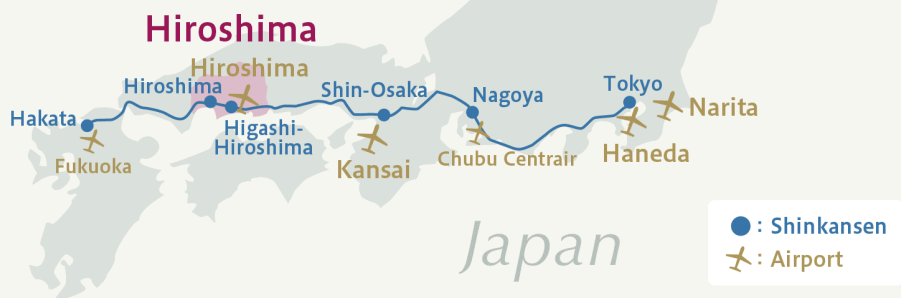 Hiroshima
Hiroshima
Hiroshima
Shin-Osaka
Tokyo
Nagoya
Narita
Hakata
Higashi-
Hiroshima
Fukuoka
Kansai
Chubu Centrair
Haneda
Japan
: Shinkansen
: Airport